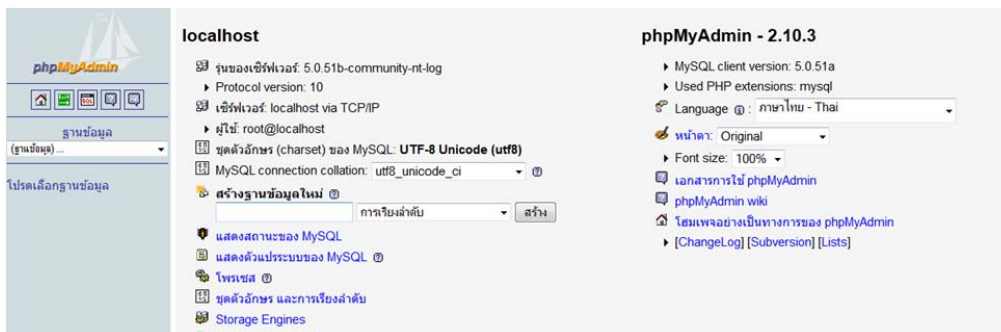 phpMyAdmin
ฐานข้อมูล
(ฐานข้อมูล) ...
โปรดเลือกฐานข้อมูล
localhost
รุ่นของเซิร์ฟเวอร์: 5.0.51b-community-nt-log
Protocol version: 10
เซิร์ฟเวอร์: localhost via TCP/IP
ผู้ใช้: root@localhost
ชุดตัวอักษร (charset) ของ MySQL: UTF-8 Unicode (utf8)
MySQL connection collation: utf8_unicode_ci
สร้างฐานข้อมูลใหม่
การเรียงลำดับ สร้าง
แสดงสถานะของ MySQL
แสดงตัวแปรระบบของ MySQL
โพรเซส
ชุดตัวอักษร และการเรียงลำดับ
Storage Engines
phpMyAdmin - 2.10.3
MySQL client version: 5.0.51a
Used PHP extensions: mysql
Language : ภาษาไทย - Thai
หน้าตา: Original
Font size: 100%
เอกสารการใช้ phpMyAdmin
phpMyAdmin wiki
โฮมเพจอย่างเป็นทางการของ phpMyAdmin
[ChangeLog] [Subversion] [Lists]